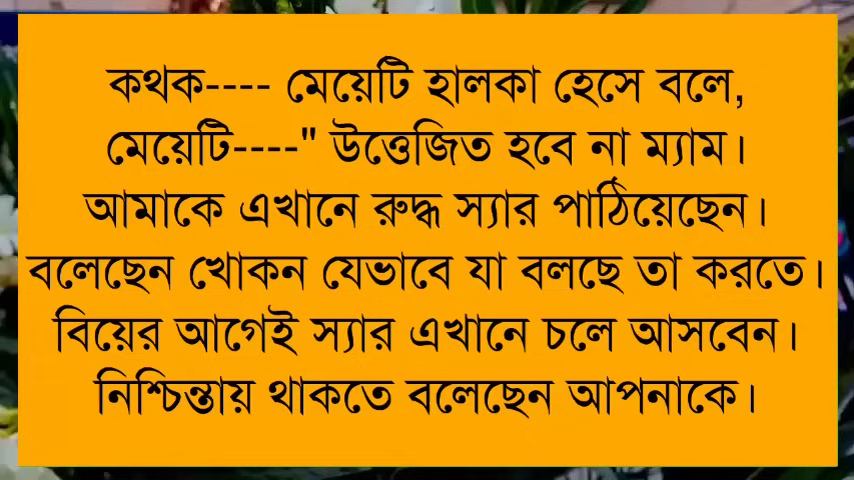 কথক---- মেয়েটি হালকা হেসে বলে,
মেয়েটি----" উত্তেজিত হবে না ম্যাম।
আমাকে এখানে রুদ্ধ স্যার পাঠিয়েছেন।
বলেছেন খোকন যেভাবে যা বলছে তা করতে।
বিয়ের আগেই স্যার এখানে চলে আসবেন।
নিশ্চিন্তায় থাকতে বলেছেন আপনাকে।